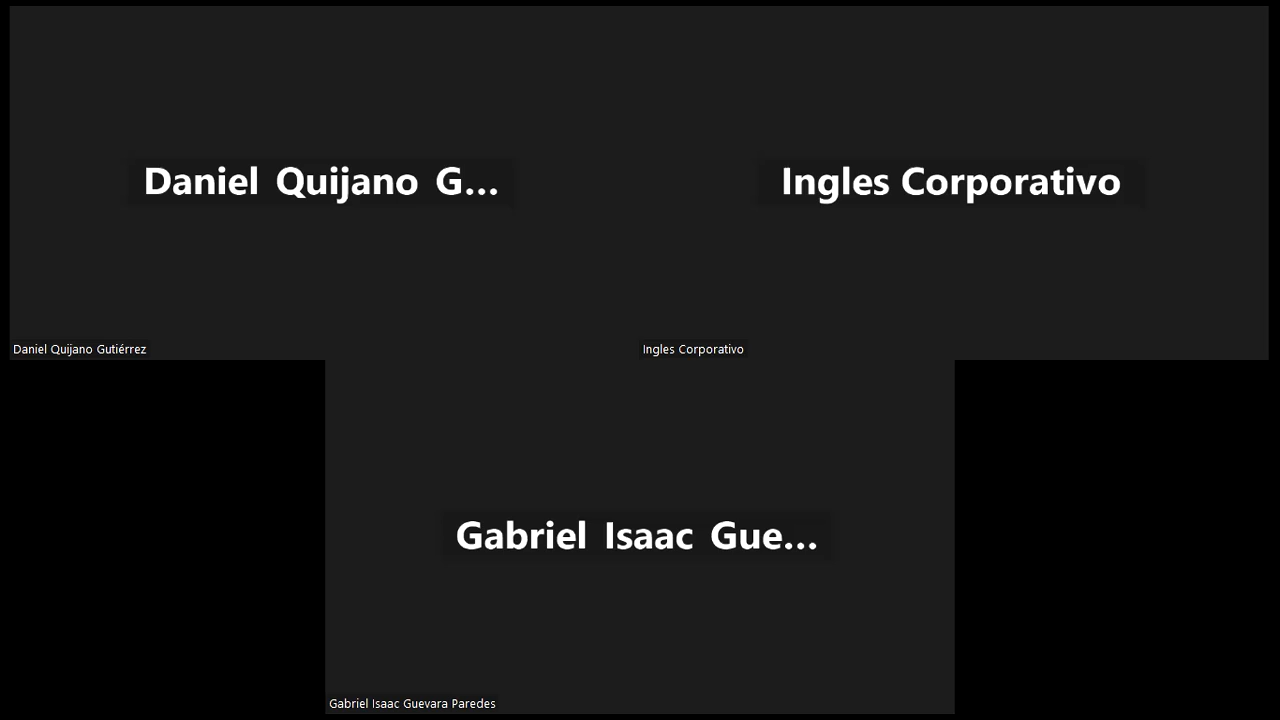 Daniel Quijano G...
Ingles Corporativo
Daniel Quijano Gutiérrez
Ingles Corporativo
Gabriel Isaac Gue...
Gabriel Isaac Guevara Paredes